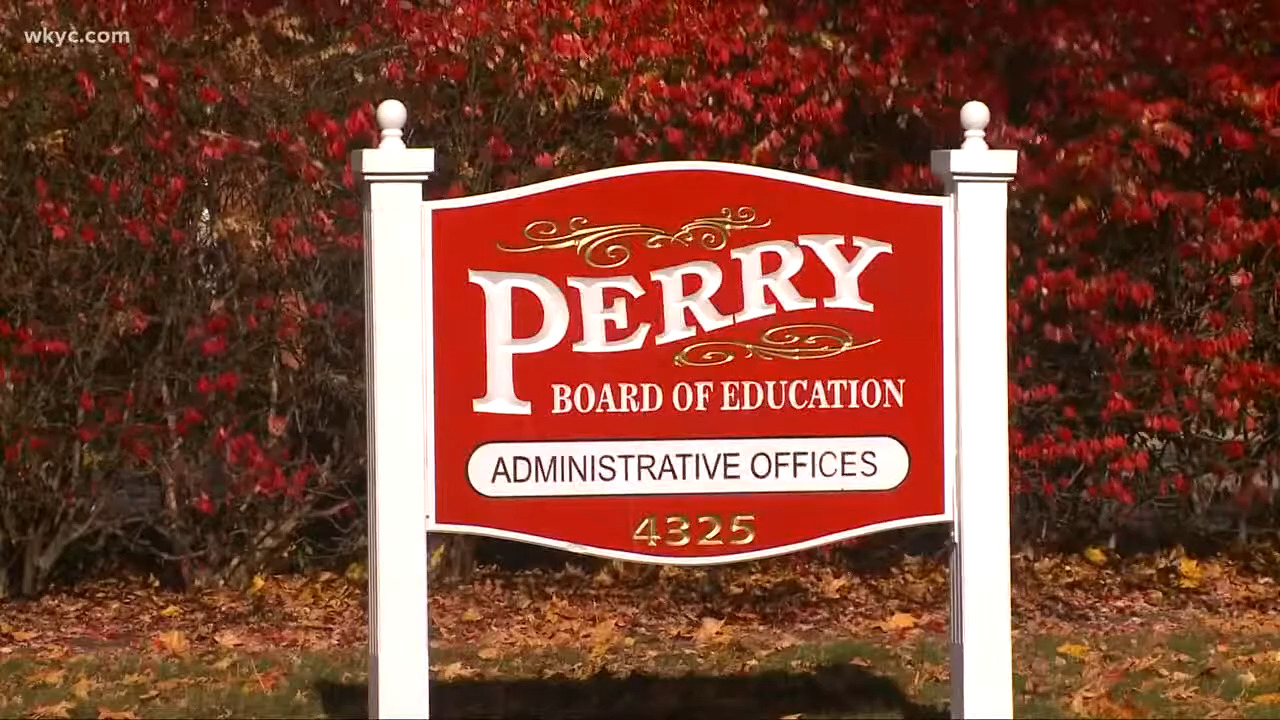 wkyc.com
PERRY
BOARD OF EDUCATION
ADMINISTRATIVE OFFICES
4325